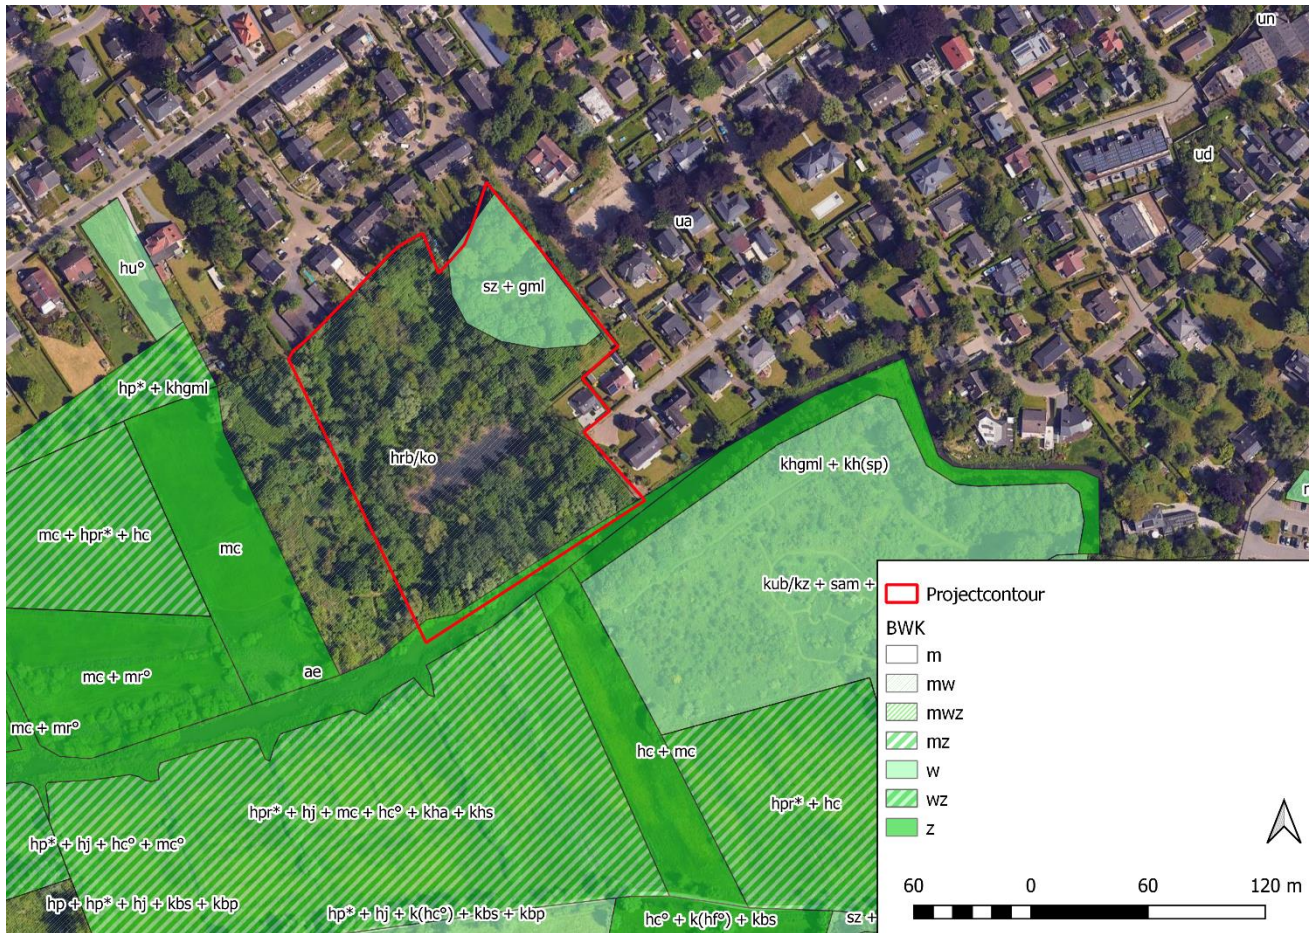 un
ud
ua
hu°
sz + gml
hp* + khgml
hrb/ko
khgml + kh(sp)
mc + hpr* + hc
mc
kub/kz + sam +
mc + mr°
ae
mc + mr°
hc + mc
hpr* + hc
hpr* + hj + mc + hc° + kha + khs
hp* + hj + hc° + mc°
hp + hp* + hj + kbs + kbp
hp* + hj + k(hc°) + kbs + kbp
hc° + k(hf°) + kbs
sz +
Projectcontour
BWK
m
mw
mwz
mz
w
wz
z
60 0 60 120 m